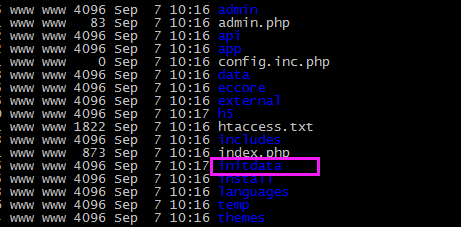 www www 4096 Sep 7 10:16 admin
www www 83 Sep 7 10:16 admin.php
www www 4096 Sep 7 10:16 api
www www 4096 Sep 7 10:16 app
www www 0 Sep 7 10:16 config.inc.php
www www 4096 Sep 7 10:16 data
www www 4096 Sep 7 10:16 eccore
www www 4096 Sep 7 10:16 external
www www 4096 Sep 7 10:17 h5
www www 1822 Sep 7 10:16 htaccess.txt
www www 4096 Sep 7 10:16 includes
www www 873 Sep 7 10:16 index.php
www www 4096 Sep 7 10:17 initdata
www www 4096 Sep 7 10:16 install
www www 4096 Sep 7 10:16 languages
www www 4096 Sep 7 10:16 temp
www www 4096 Sep 7 10:16 themes